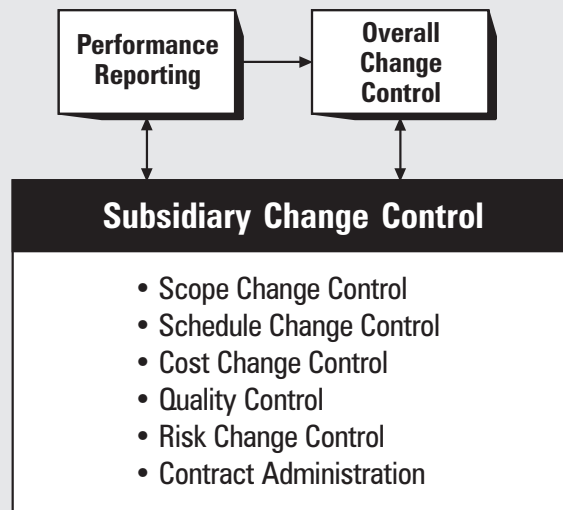 Performance
Reporting
Overall
Change
Control
Subsidiary Change Control
• Scope Change Control
• Schedule Change Control
• Cost Change Control
• Quality Control
• Risk Change Control
• Contract Administration